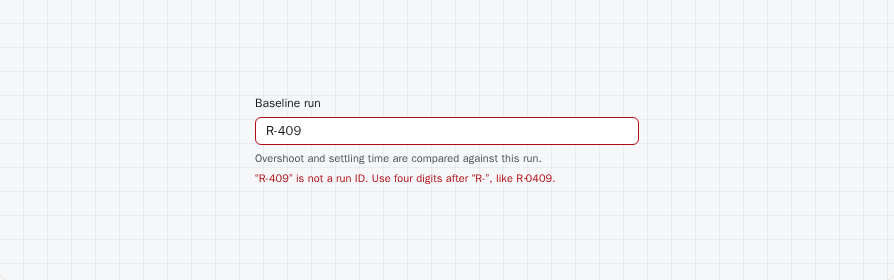 Baseline run
R-409
Overshoot and settling time are compared against this run.
"R-409" is not a run ID. Use four digits after "R-", like R-0409.